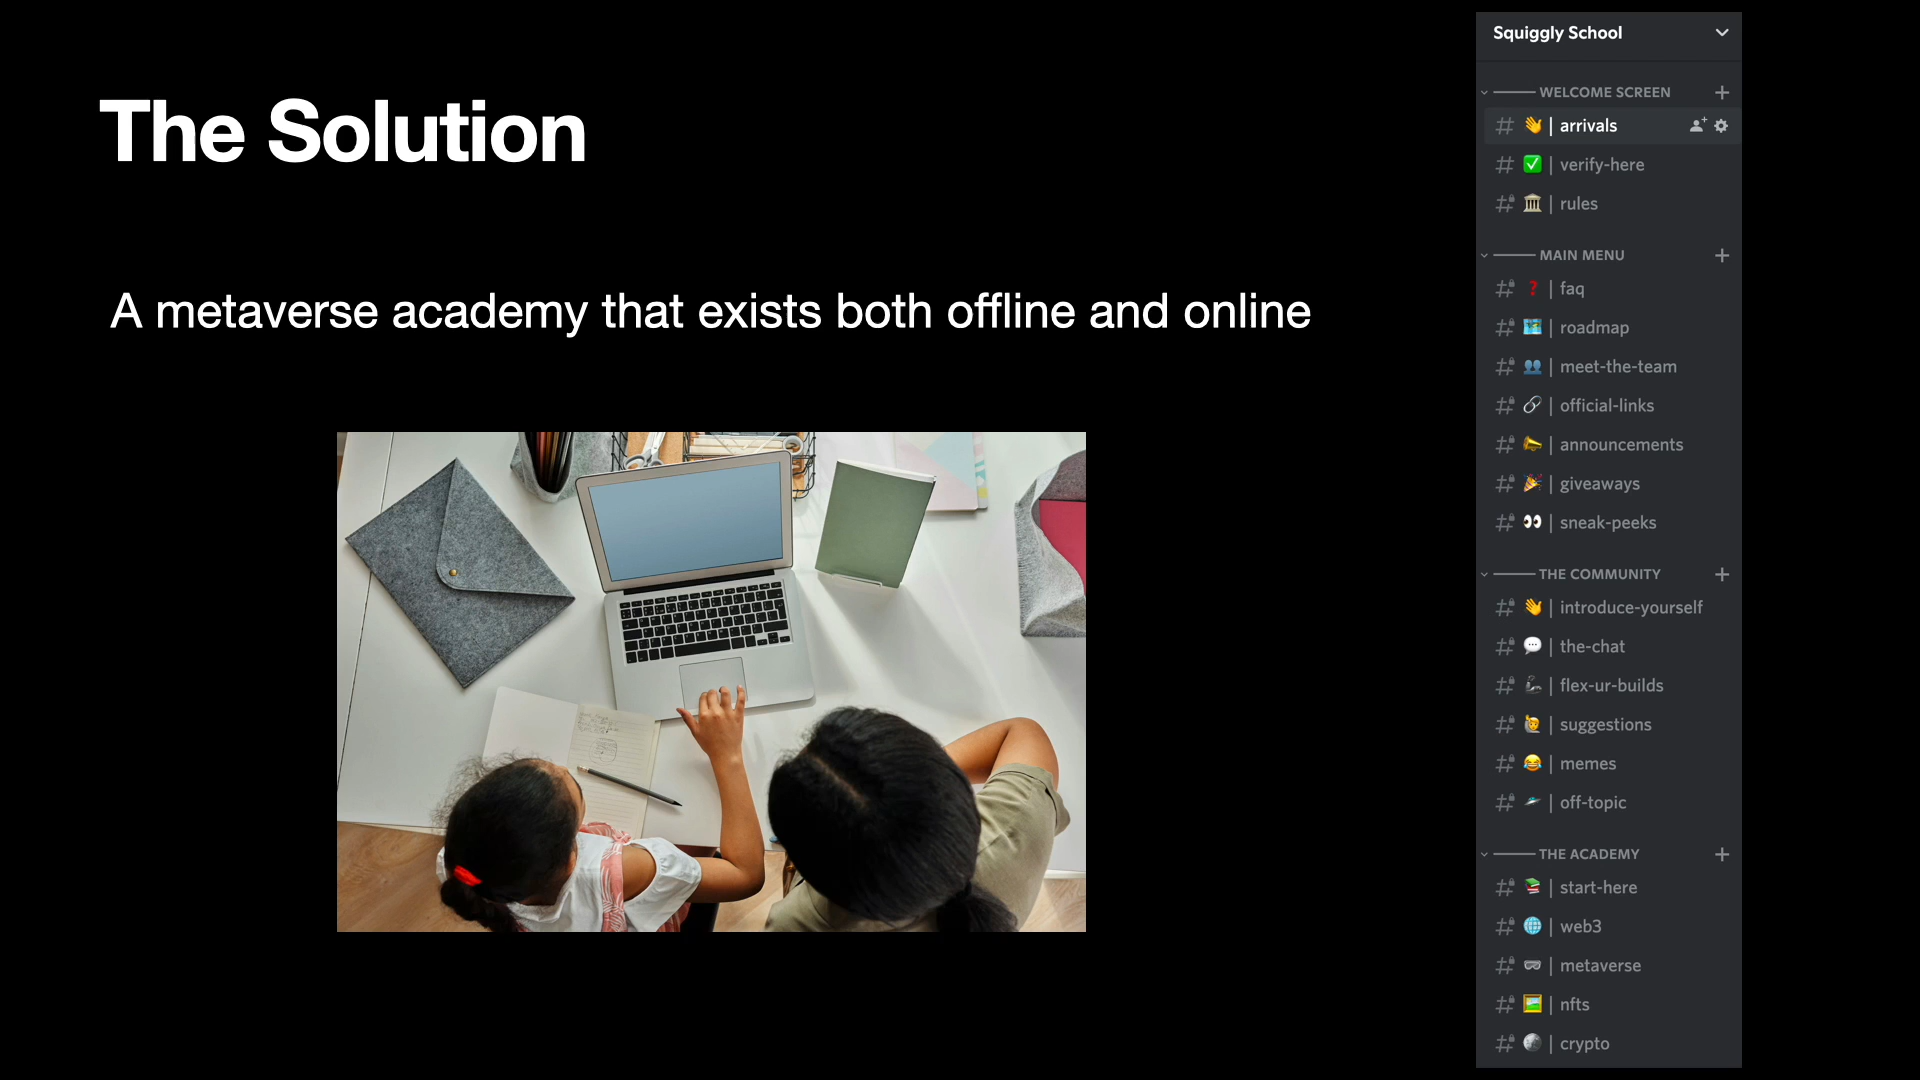 The Solution
A metaverse academy that exists both offline and online
Squiggly School
WELCOME SCREEN
# 👋 | arrivals
# ✅ | verify-here
# 🏛️ | rules
MAIN MENU
# ❓ | faq
# 🗺️ | roadmap
# 👥 | meet-the-team
# 🔗 | official-links
# 📣 | announcements
# 🎉 | giveaways
# 👀 | sneak-peeks
THE COMMUNITY
# 👋 | introduce-yourself
# 💬 | the-chat
# 🦾 | flex-ur-builds
# 🙋 | suggestions
# 😂 | memes
# 🛸 | off-topic
THE ACADEMY
# 📚 | start-here
# 🌐 | web3
# 🥽 | metaverse
# 🖼️ | nfts
# 🌑 | crypto